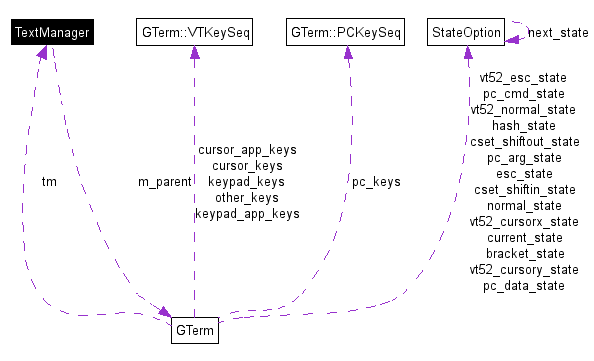 TextManager
GTerm::VTKeySeq
GTerm::PCKeySeq
StateOption
next_state
tm
m_parent
cursor_app_keys
cursor_keys
keypad_keys
other_keys
keypad_app_keys
pc_keys
vt52_esc_state
pc_cmd_state
vt52_normal_state
hash_state
cset_shiftout_state
pc_arg_state
esc_state
cset_shiftin_state
normal_state
vt52_cursorx_state
current_state
bracket_state
vt52_cursory_state
pc_data_state
GTerm